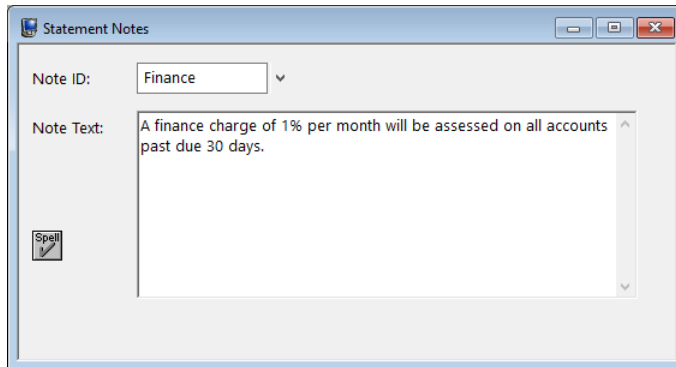 Statement Notes
Note ID:
Finance
Note Text:
A finance charge of 1% per month will be assessed on all accounts
past due 30 days.
Spell